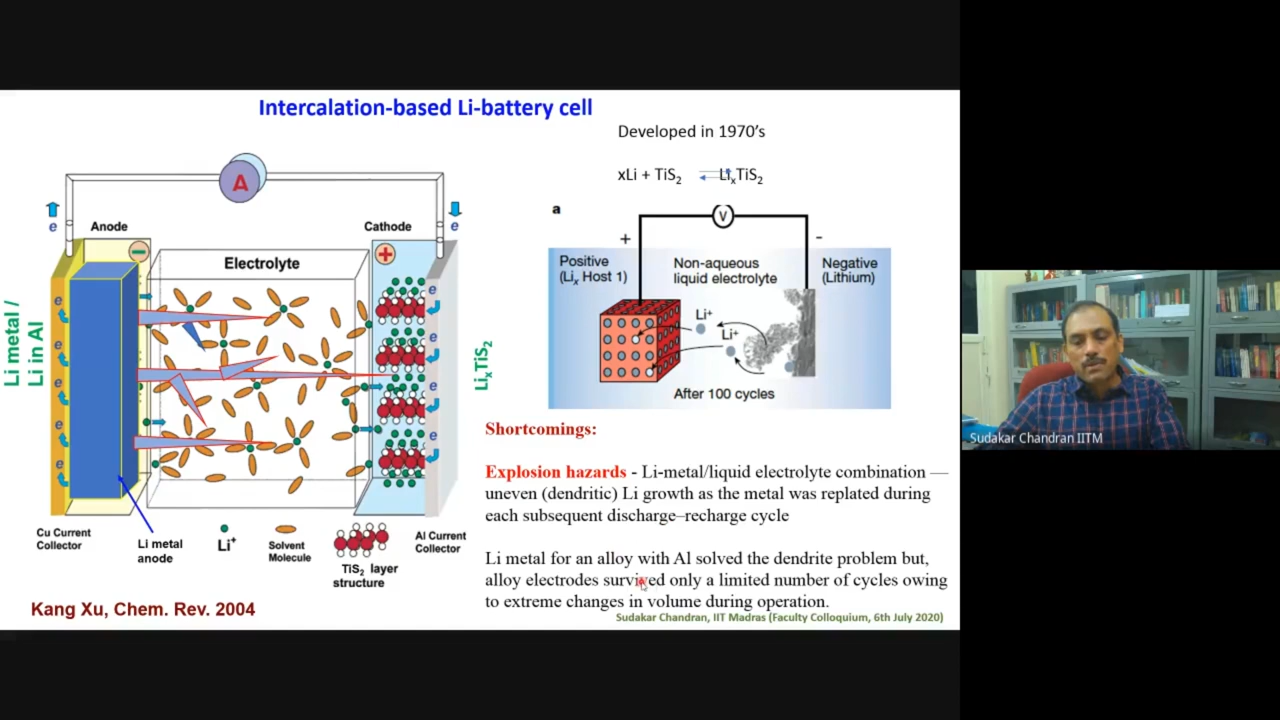 Intercalation-based Li-battery cell
A
e
Anode
Cathode
e
−
+
Electrolyte
e
e
e
e
e
e
e
e
e
Li metal /
Li in Al
LixTiS2
Cu Current
Collector
Li metal
anode
Li+
Solvent
Molecule
TiS2 layer
structure
Al Current
Collector
Kang Xu, Chem. Rev. 2004
Developed in 1970's
xLi + TiS2 LixTiS2
a
V
+
-
Positive
(Lix Host 1)
Non-aqueous
liquid electrolyte
Negative
(Lithium)
Li+
Li+
After 100 cycles
Shortcomings:
Explosion hazards - Li-metal/liquid electrolyte combination —
uneven (dendritic) Li growth as the metal was replated during
each subsequent discharge–recharge cycle
Li metal for an alloy with Al solved the dendrite problem but,
alloy electrodes survived only a limited number of cycles owing
to extreme changes in volume during operation.
Sudakar Chandran, IIT Madras (Faculty Colloquium, 6th July 2020)
Sudakar Chandran IITM